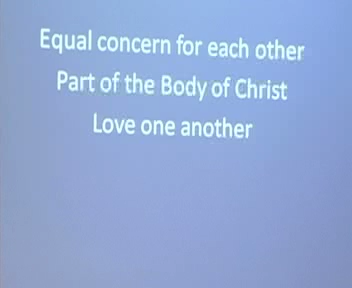 Equal concern for each other
Part of the Body of Christ
Love one another